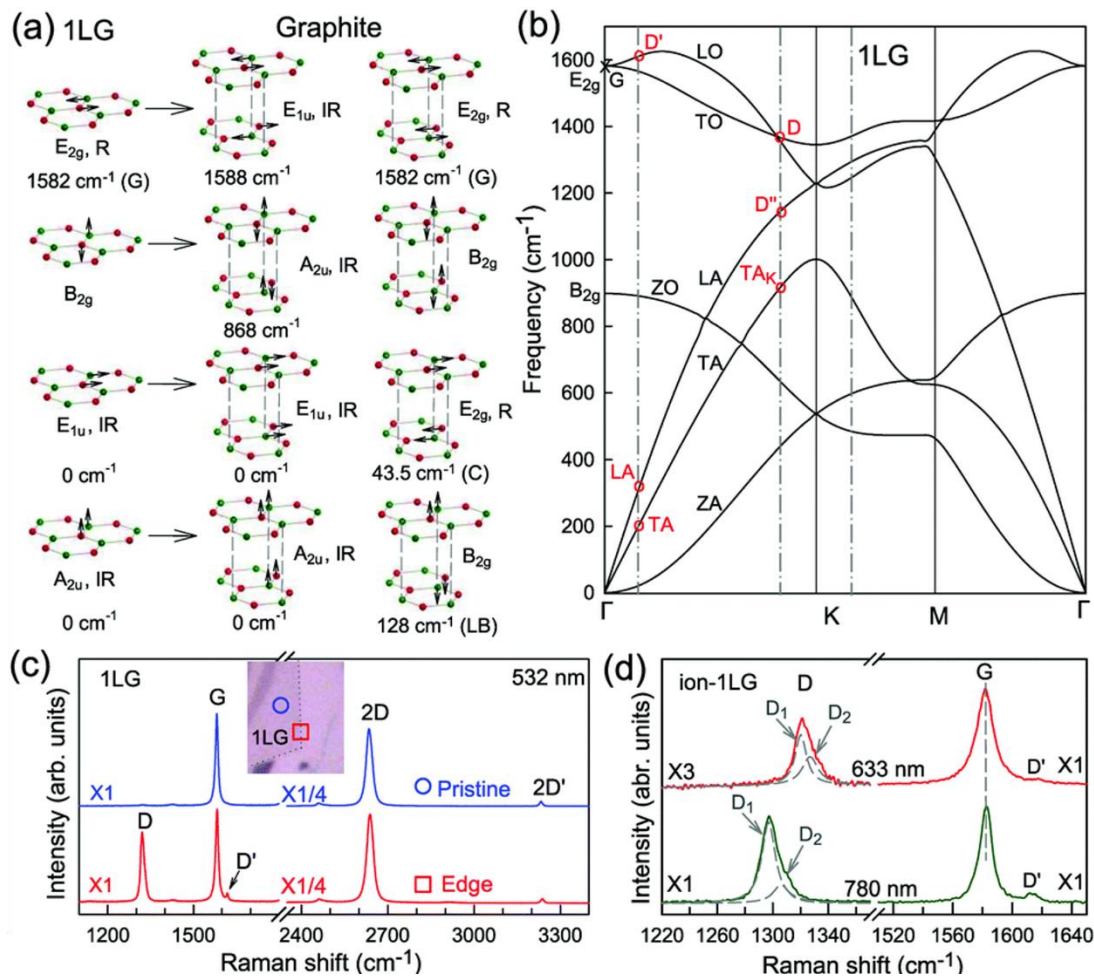 (a) 1LG Graphite
E2g, R
1582 cm-1 (G)
E1u, IR
1588 cm-1
E2g, R
1582 cm-1 (G)
B2g
A2u, IR
868 cm-1
B2g
E1u, IR
0 cm-1
E1u, IR
0 cm-1
E2g, R
43.5 cm-1 (C)
A2u, IR
0 cm-1
A2u, IR
0 cm-1
B2g
128 cm-1 (LB)
(b)
1LG
Frequency (cm-1)
1600
E2g
1400
1200
1000
B2g
800
600
400
200
0
D'
LO
G
TO
D
D''
LA
TAK
ZO
TA
LA
TA
ZA
Γ K M Γ
(c) 1LG
532 nm
Intensity (arb. units)
G
2D
1LG
X1
X1/4
Pristine
2D'
D
D'
X1
X1/4
Edge
1200 1500 2400 2700 3000 3300
Raman shift (cm-1)
(d) ion-1LG
Intensity (abr. units)
D
G
D1
D2
X3
633 nm
D'
X1
D1
D2
X1
780 nm
D'
X1
1220 1260 1300 1340 1520 1560 1600 1640
Raman shift (cm-1)